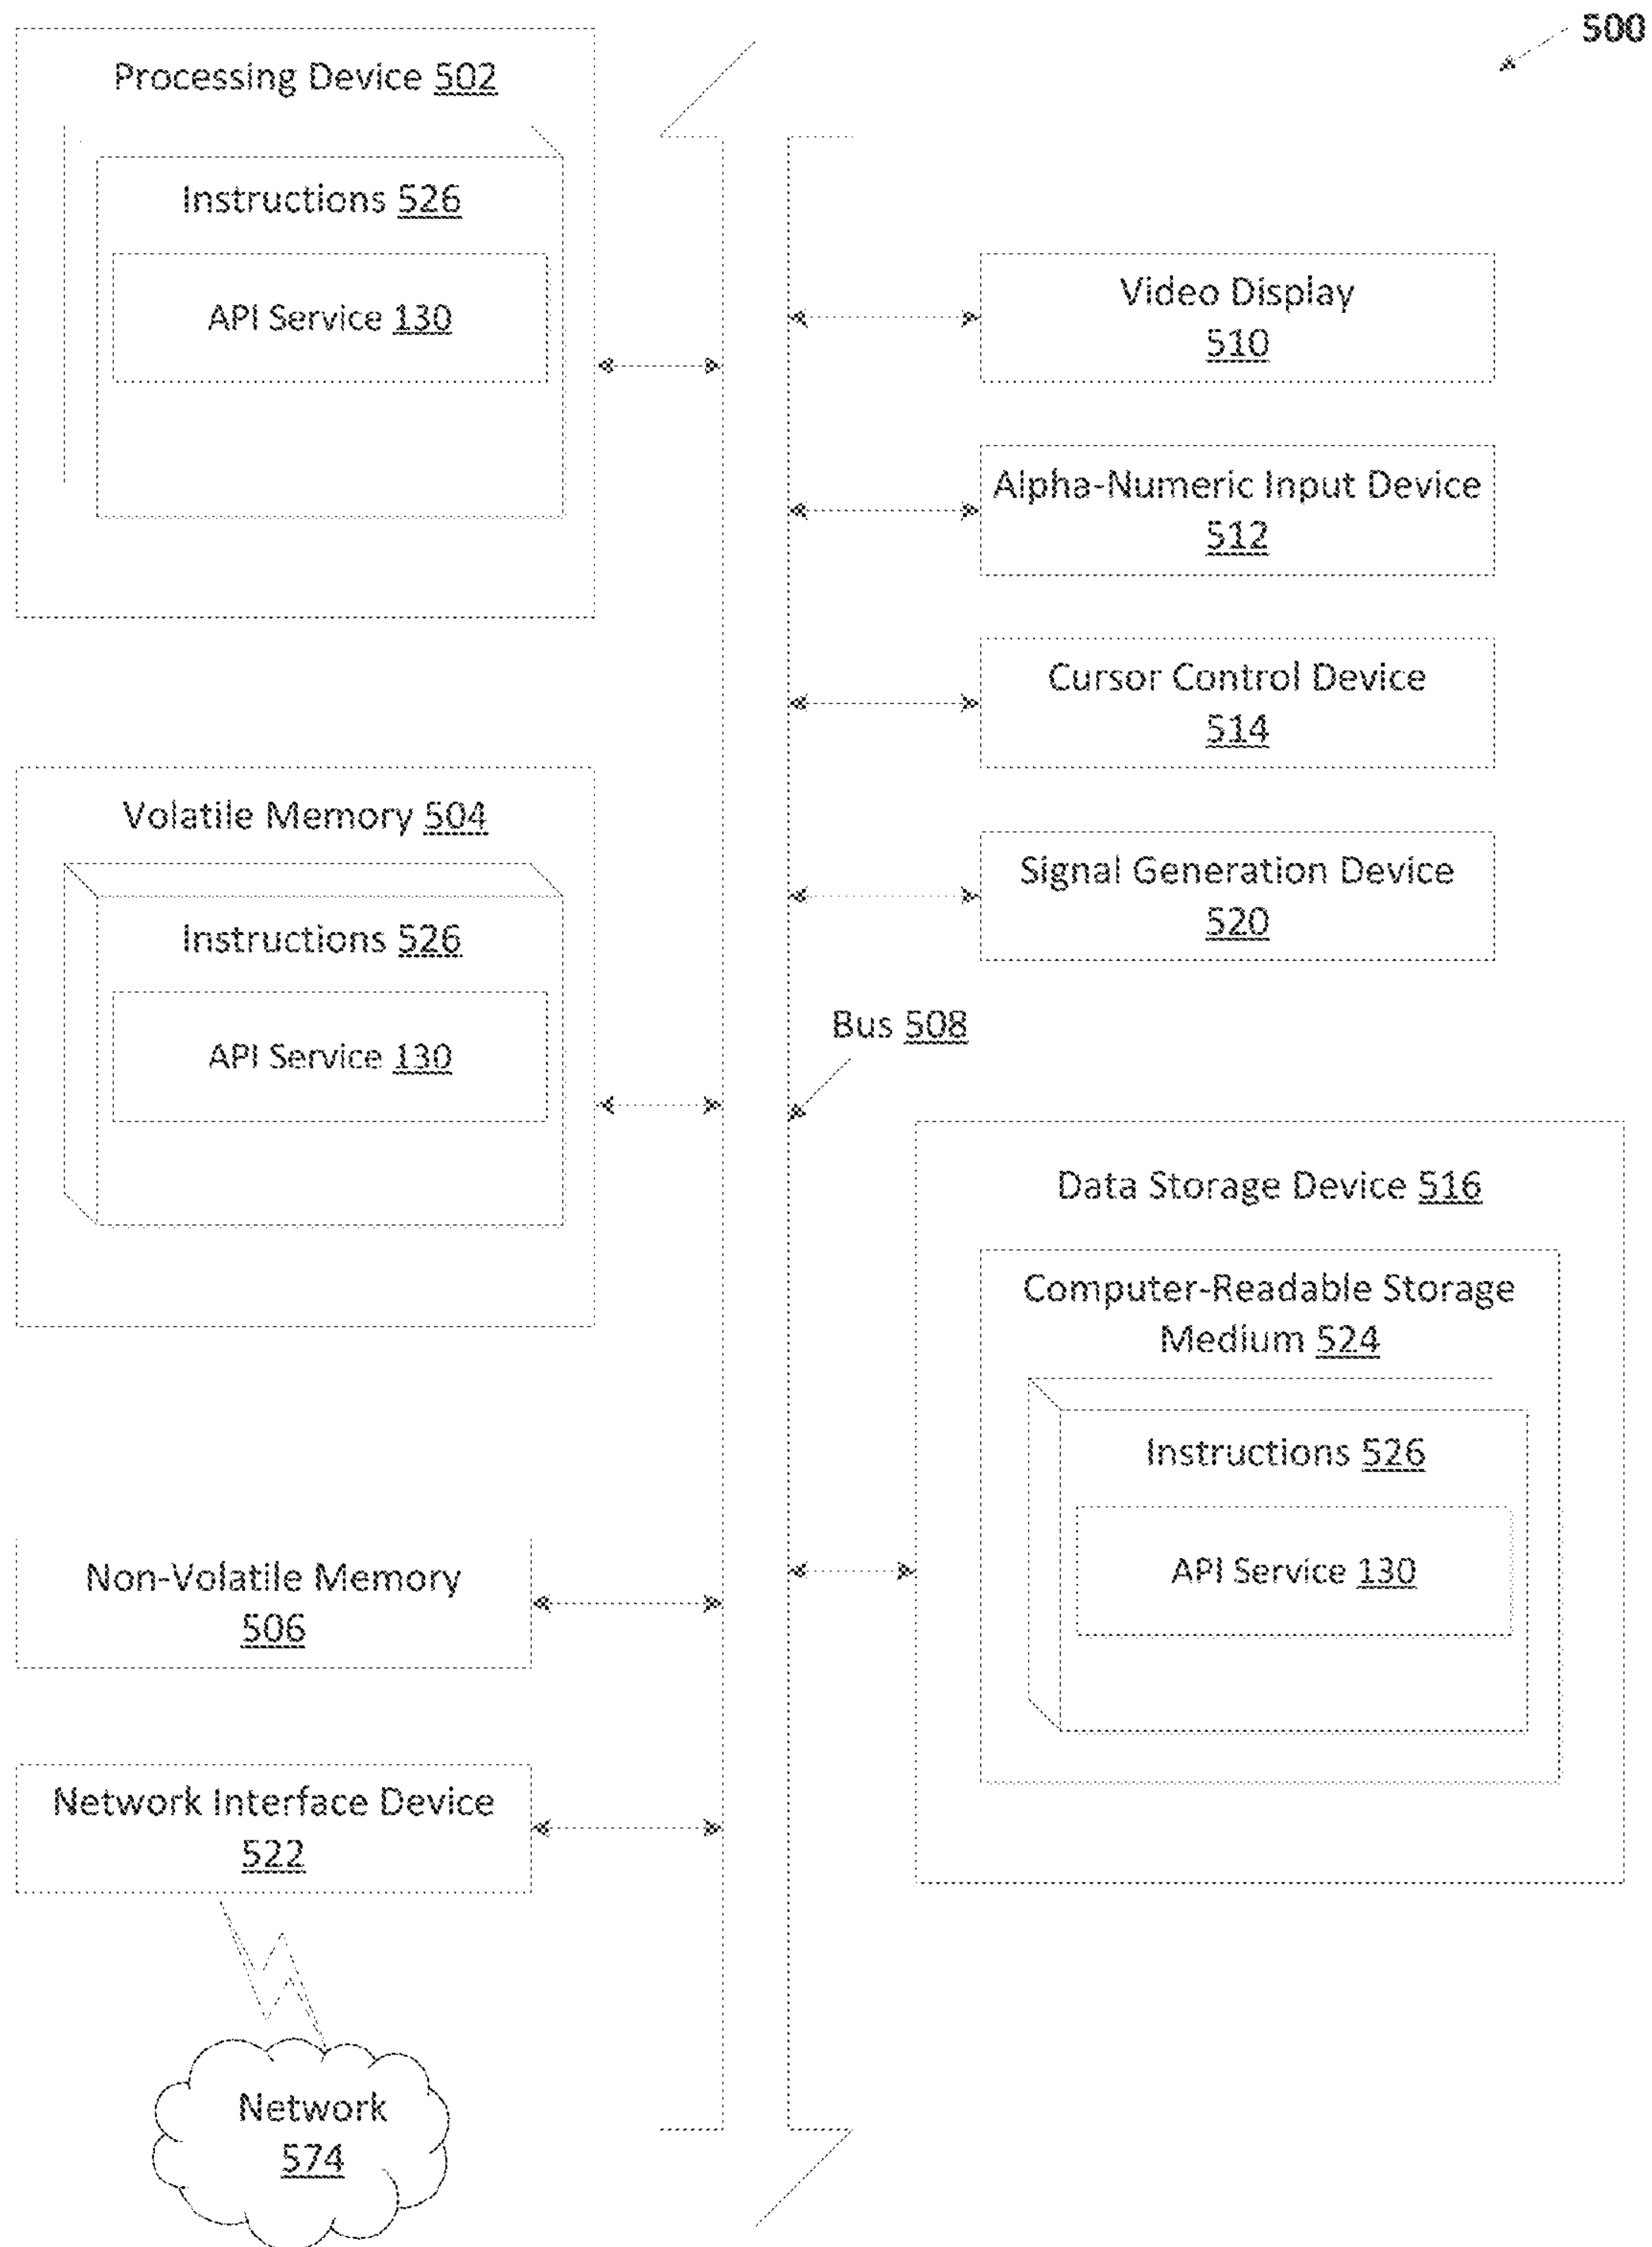 500
Processing Device 502
Instructions 526
API Service 130
Video Display
510
Alpha-Numeric Input Device
512
Cursor Control Device
514
Volatile Memory 504
Instructions 526
API Service 130
Signal Generation Device
520
Bus 508
Data Storage Device 516
Computer-Readable Storage
Medium 524
Instructions 526
API Service 130
Non-Volatile Memory
506
Network Interface Device
522
Network
574